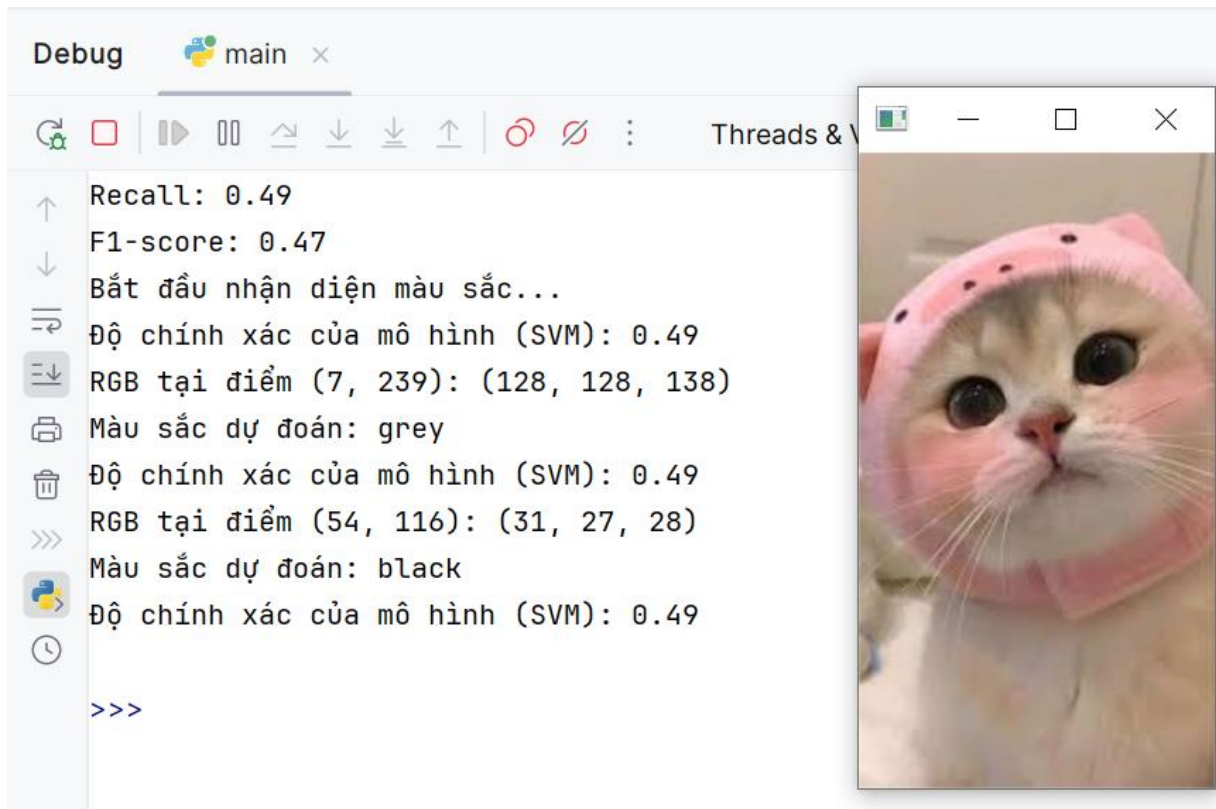 Debug main
Threads &
Recall: 0.49
F1-score: 0.47
Bắt đầu nhận diện màu sắc...
Độ chính xác của mô hình (SVM): 0.49
RGB tại điểm (7, 239): (128, 128, 138)
Màu sắc dự đoán: grey
Độ chính xác của mô hình (SVM): 0.49
RGB tại điểm (54, 116): (31, 27, 28)
Màu sắc dự đoán: black
Độ chính xác của mô hình (SVM): 0.49
>>>